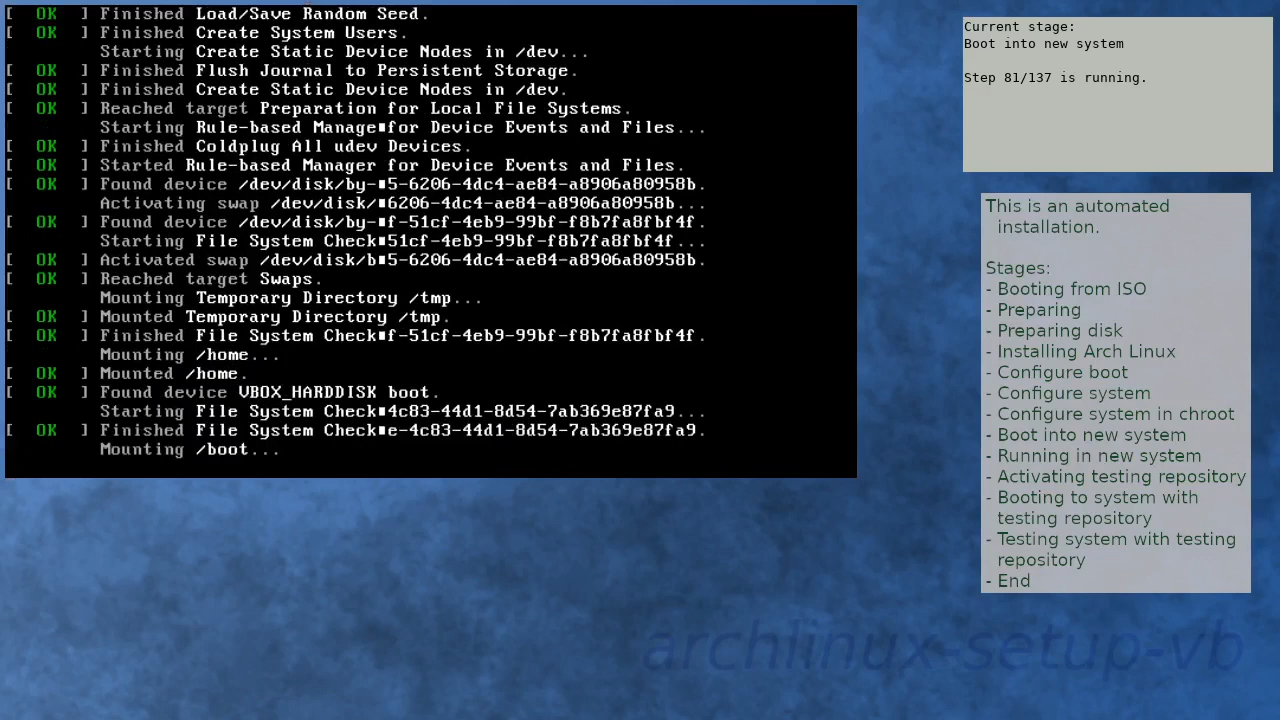 [  OK  ] Finished Load/Save Random Seed.
[  OK  ] Finished Create System Users.
Starting Create Static Device Nodes in /dev...
[  OK  ] Finished Flush Journal to Persistent Storage.
[  OK  ] Finished Create Static Device Nodes in /dev.
[  OK  ] Reached target Preparation for Local File Systems.
Starting Rule-based Manage∎for Device Events and Files...
[  OK  ] Finished Coldplug All udev Devices.
[  OK  ] Started Rule-based Manager for Device Events and Files.
[  OK  ] Found device /dev/disk/by-∎5-6206-4dc4-ae84-a8906a80958b.
Activating swap /dev/disk/∎6206-4dc4-ae84-a8906a80958b...
[  OK  ] Found device /dev/disk/by-∎f-51cf-4eb9-99bf-f8b7fa8fbf4f.
Starting File System Check∎51cf-4eb9-99bf-f8b7fa8fbf4f...
[  OK  ] Activated swap /dev/disk/b∎5-6206-4dc4-ae84-a8906a80958b.
[  OK  ] Reached target Swaps.
Mounting Temporary Directory /tmp...
[  OK  ] Mounted Temporary Directory /tmp.
[  OK  ] Finished File System Check∎f-51cf-4eb9-99bf-f8b7fa8fbf4f.
Mounting /home...
[  OK  ] Mounted /home.
[  OK  ] Found device VBOX_HARDDISK boot.
Starting File System Check∎4c83-44d1-8d54-7ab369e87fa9...
[  OK  ] Finished File System Check∎e-4c83-44d1-8d54-7ab369e87fa9.
Mounting /boot...
Current stage:
Boot into new system
Step 81/137 is running.
This is an automated
installation.
Stages:
- Booting from ISO
- Preparing
- Preparing disk
- Installing Arch Linux
- Configure boot
- Configure system
- Configure system in chroot
- Boot into new system
- Running in new system
- Activating testing repository
- Booting to system with
testing repository
- Testing system with testing
repository
- End
archlinux-setup-vb